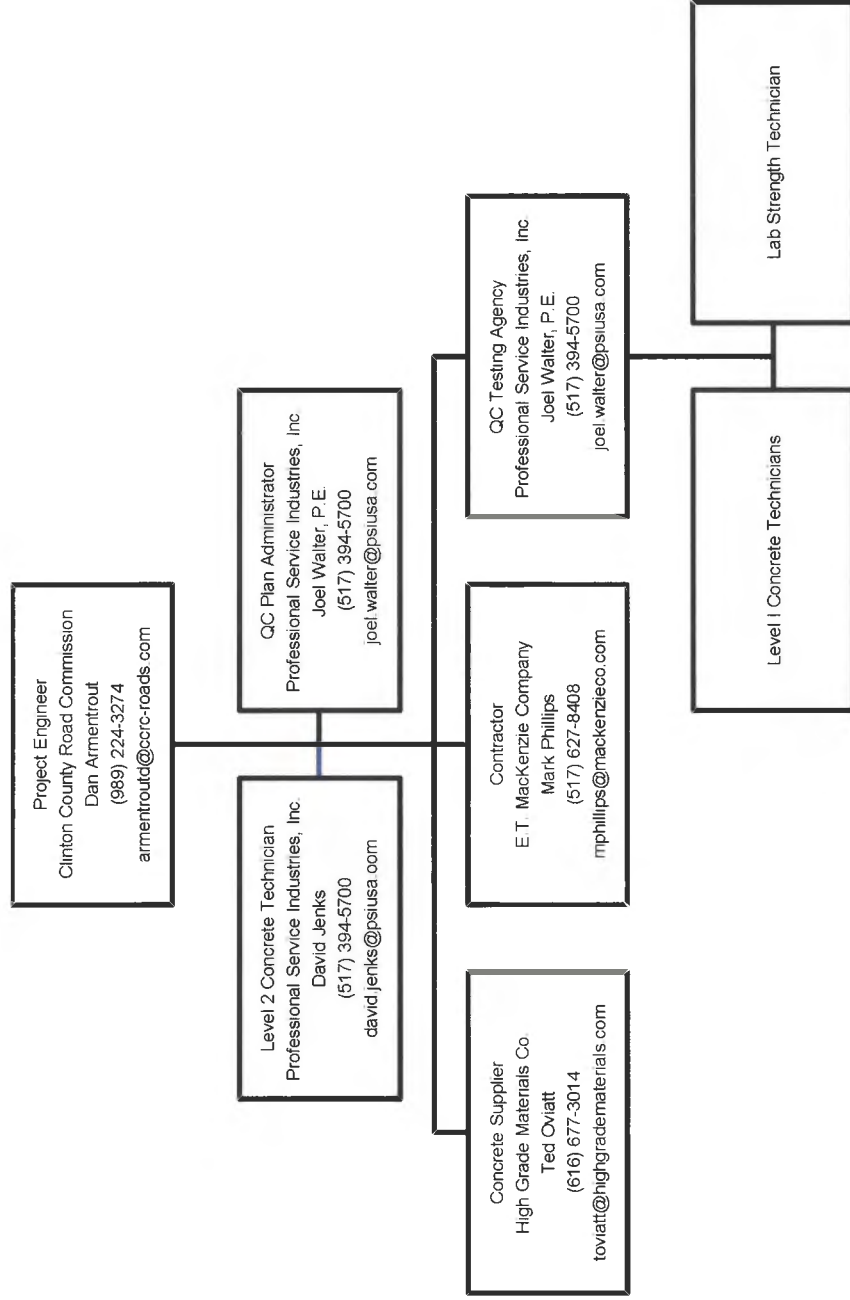 Project Engineer
Clinton County Road Commission
Dan Armentrout
(989) 224-3274
armentroutd@ccrc-roads.com
Level 2 Concrete Technician
Professional Service Industries, Inc.
David Jenks
(517) 394-5700
david.jenks@psiusa.com
QC Plan Administrator
Professional Service Industries, Inc
Joel Walter, P.E.
(517) 394-5700
joel.walter@psiusa.com
Concrete Supplier
High Grade Materials Co.
Ted Oviatt
(616) 677-3014
toviatt@highgradematerials.com
Contractor
E.T. MacKenzie Company
Mark Phillips
(517) 627-8408
mphillips@mackenzieco.com
QC Testing Agency
Professional Service Industries, Inc.
Joel Walter, P.E.
(517) 394-5700
joel.walter@psiusa.com
Level I Concrete Technicians
Lab Strength Technician